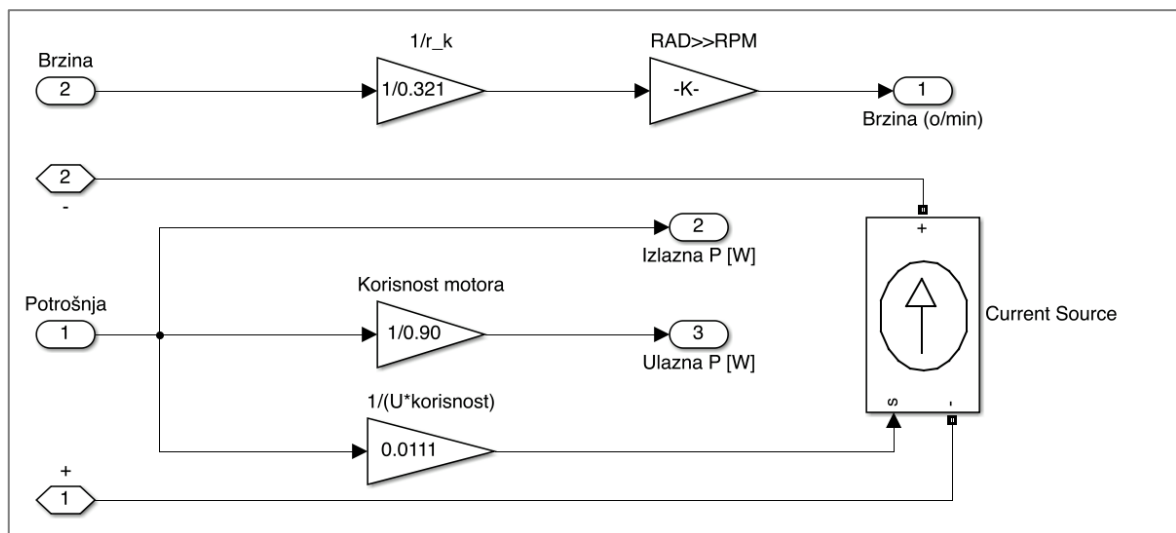 1/r_k
RAD>>RPM
Brzina
2
1/0.321
-K-
1
Brzina (o/min)
2
-
+
2
Izlazna P [W]
Korisnost motora
Potrošnja
1
1/0.90
3
Ulazna P [W]
Current Source
1/(U*korisnost)
s
-
0.0111
+
1